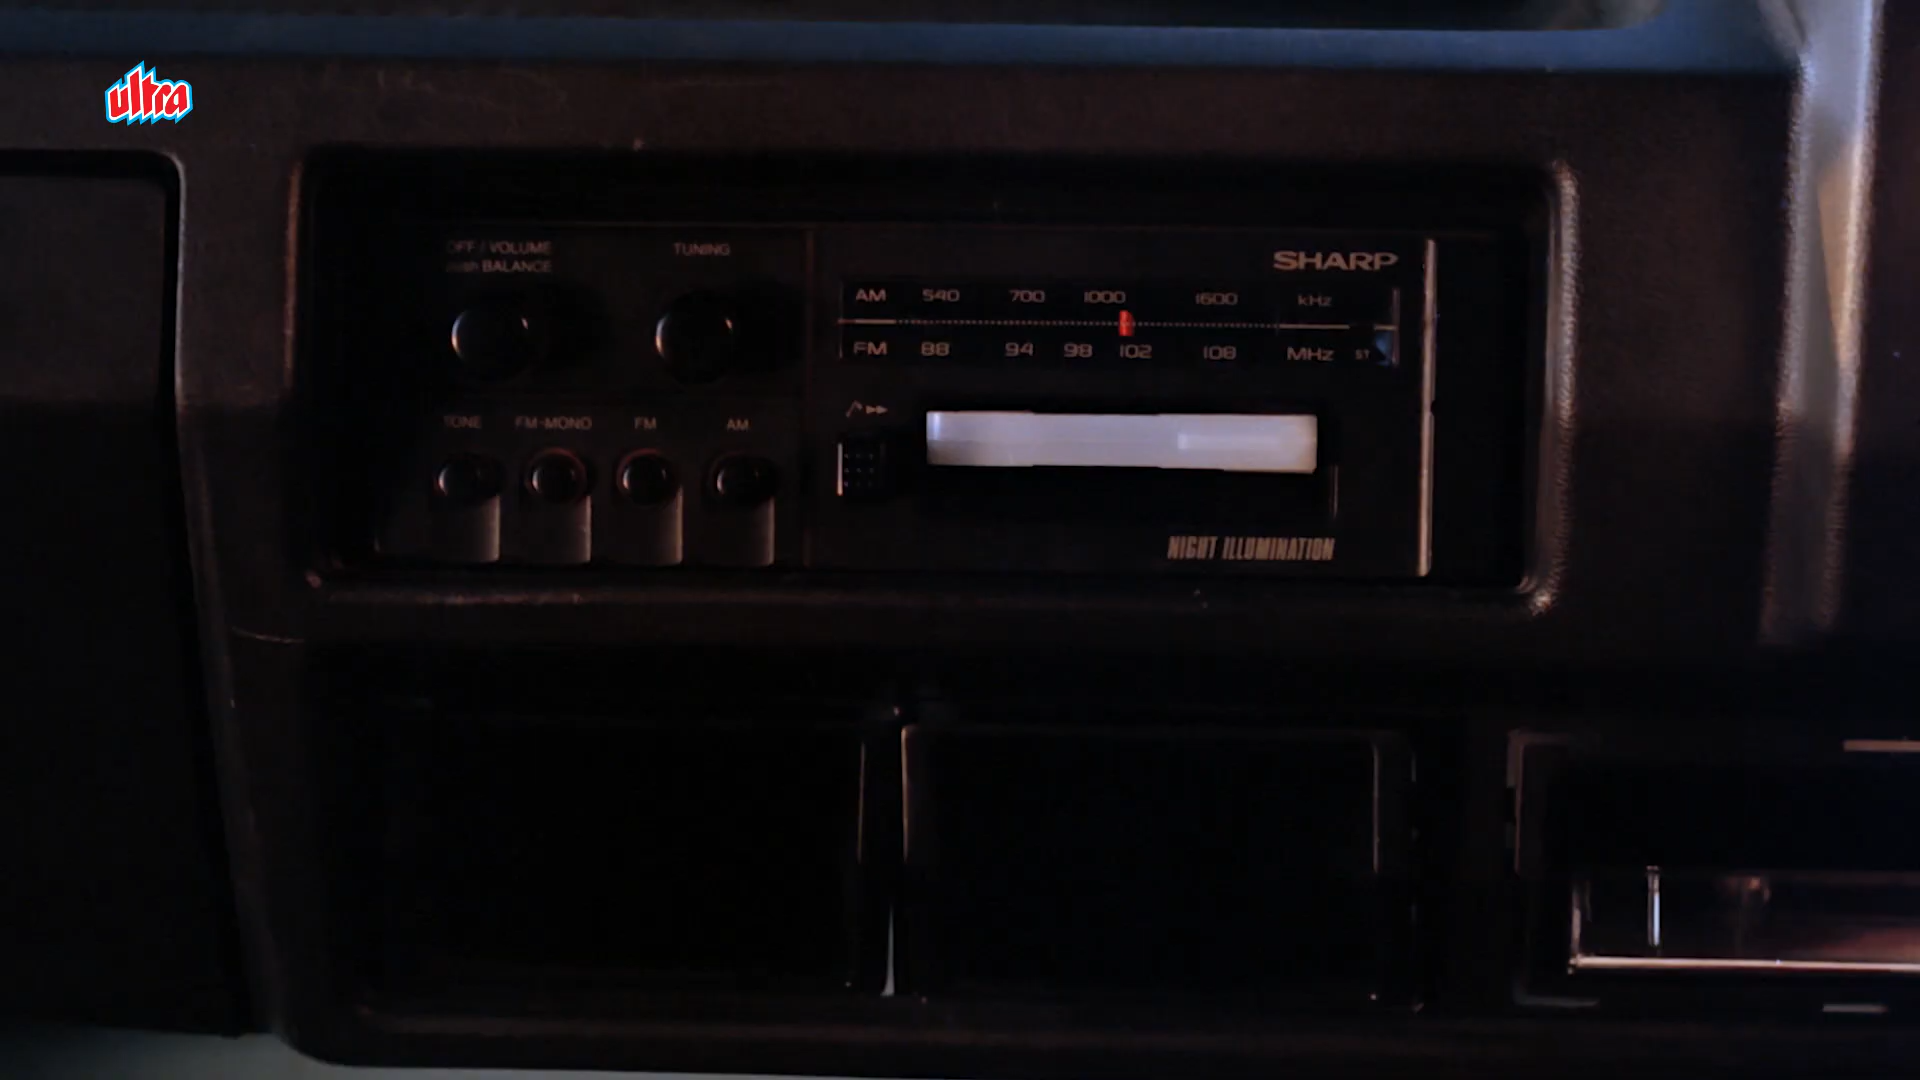 ultra
OFF / VOLUME
push BALANCE
TUNING
SHARP
AM 540 700 1000 1600 kHz
FM 88 94 98 102 108 MHz ST
TONE FM-MONO FM AM
NIGHT ILLUMINATION